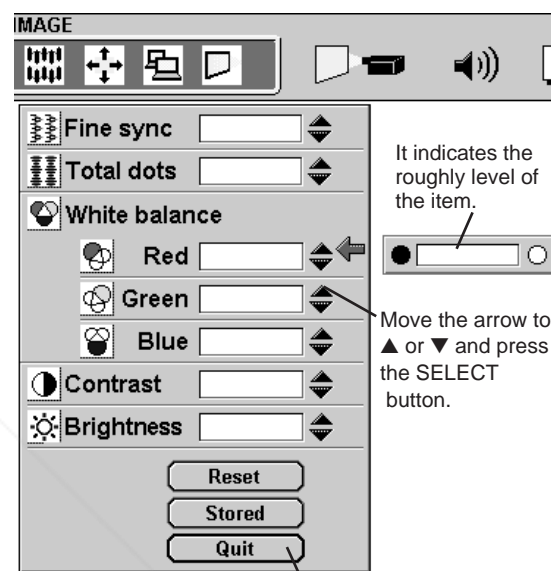 IMAGE
Fine sync
Total dots
White balance
Red
Green
Blue
Contrast
Brightness
Reset
Stored
Quit
It indicates the
roughly level of
the item.
Move the arrow to
▲ or ▼ and press
the SELECT
button.